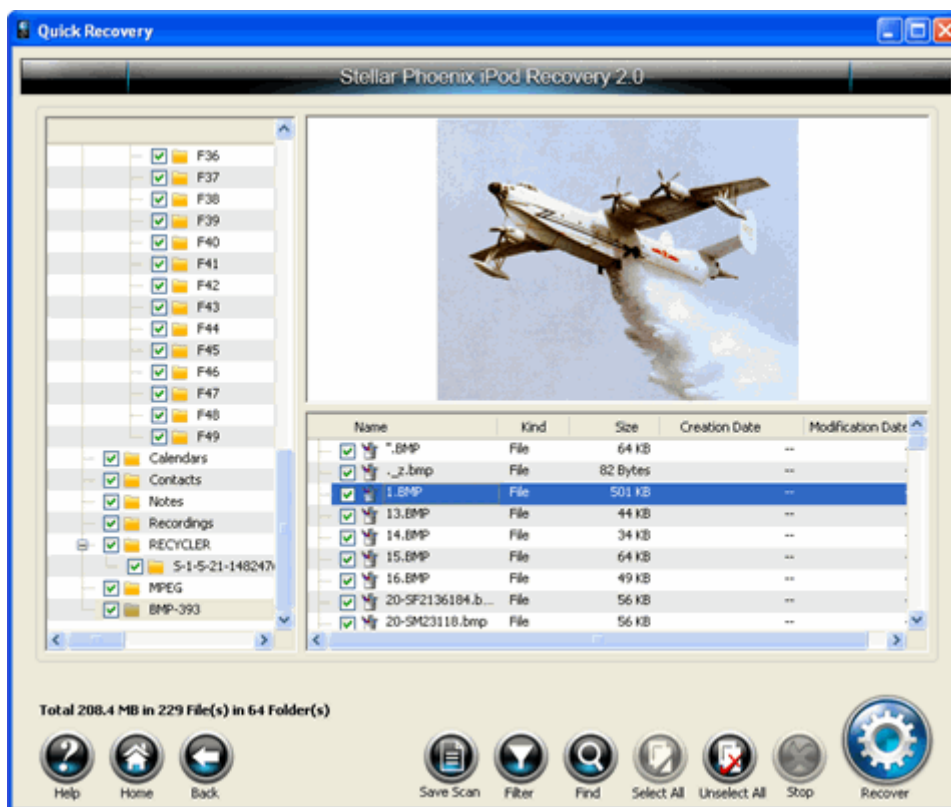 Quick Recovery
Stellar Phoenix iPod Recovery 2.0
F36
F37
F38
F39
F40
F41
F42
F43
F44
F45
F46
F47
F48
F49
Calendars
Contacts
Notes
Recordings
RECYCLER
S-1-5-21-148247
MPEG
BMP-393
Name Kind Size Creation Date Modification Date
".BMP File 64 KB -- -
._z.bmp File 82 Bytes -- -
1.BMP File 501 KB -- -
13.BMP File 44 KB -- -
14.BMP File 34 KB -- -
15.BMP File 64 KB -- -
16.BMP File 49 KB -- -
20-SF2136184.b... File 56 KB -- -
20-SM23118.bmp File 56 KB -- -
Total 208.4 MB in 229 File(s) in 64 Folder(s)
Help Home Back Save Scan Filter Find Select All Unselect All Stop Recover